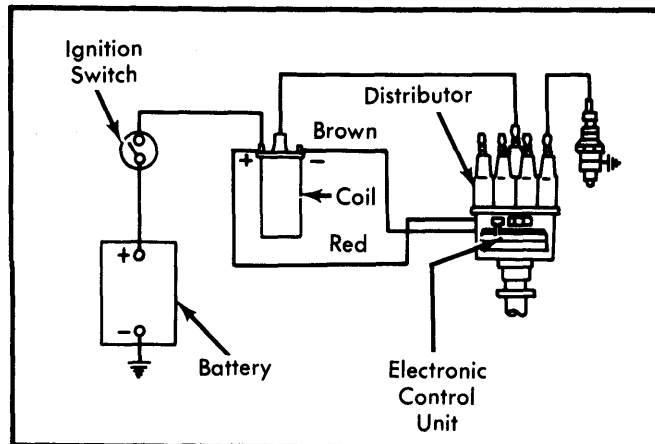 Ignition
Switch
Distributor
Brown
+
-
Coil
Red
+
-
Battery
Electronic
Control
Unit